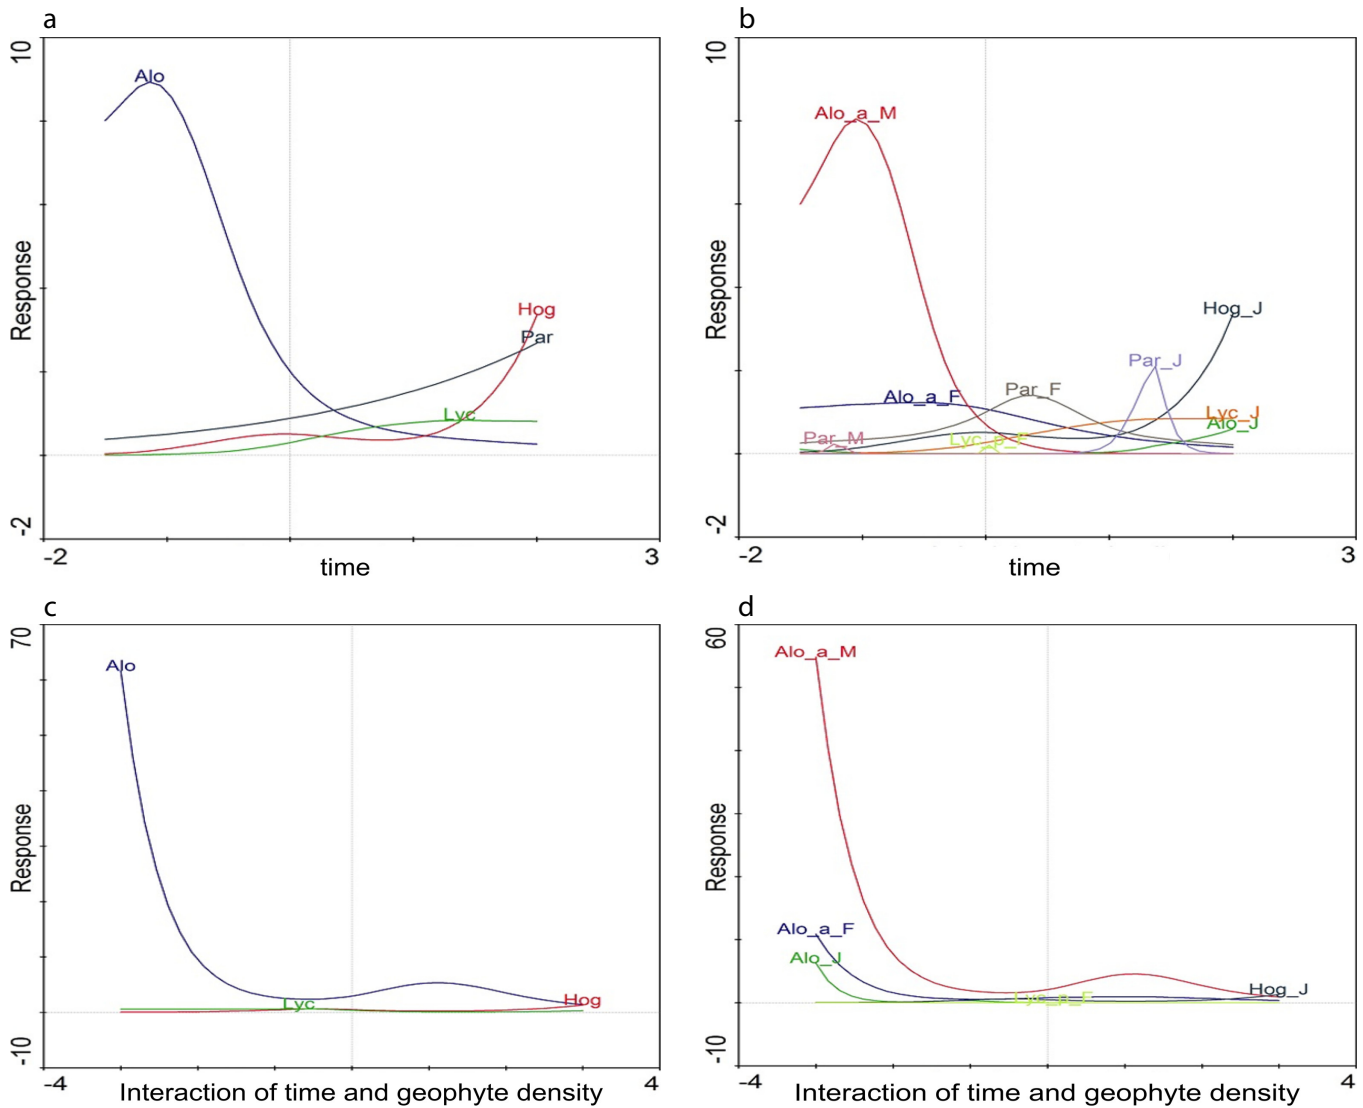 a
10
Alo
Hog
Par
Lyc
Response
-2
-2
3
time
b
10
Alo_a_M
Hog_J
Par_J
Par_F
Alo_a_F
Lyc_J
Alo_J
Par_M
Lyc_p_F
Response
-2
-2
3
time
c
70
Alo
Lyc
Hog
Response
-10
-4
4
Interaction of time and geophyte density
d
60
Alo_a_M
Alo_a_F
Alo_J
Lyc_p_F
Hog_J
Response
-10
-4
4
Interaction of time and geophyte density